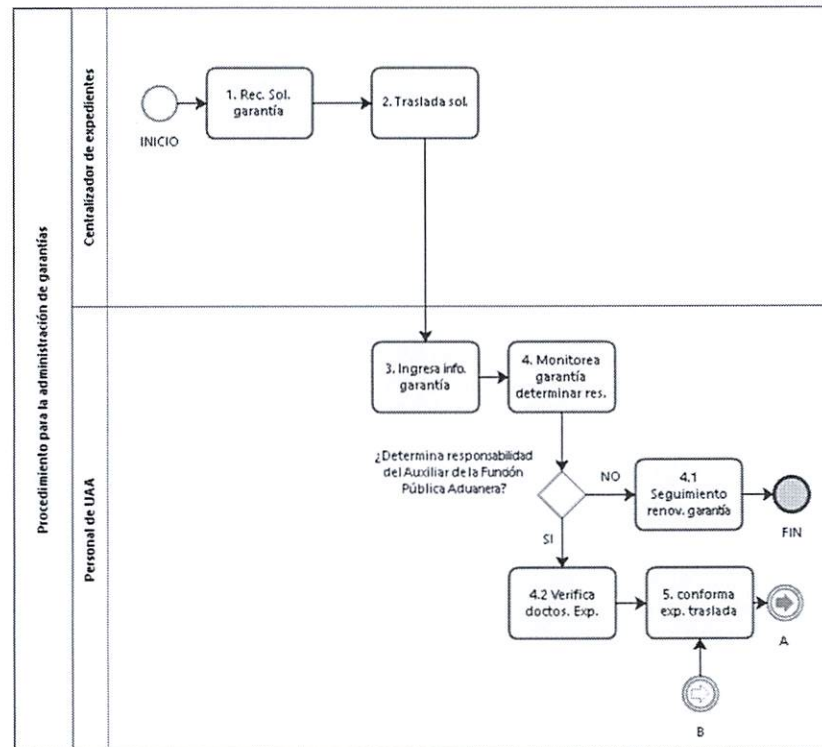 Procedimiento para la administración de garantías
Centralizador de expedientes
INICIO
1. Rec. Sol.
garantía
2. Traslada sol.
Personal de UAA
3. Ingresa info.
garantía
4. Monitorea
garantía
determinar res.
¿Determina responsabilidad
del Auxiliar de la Función
Pública Aduanera?
NO
4.1
Seguimiento
renov. garantía
FIN
SI
4.2 Verifica
doctos. Exp.
5. conforma
exp. traslada
A
B